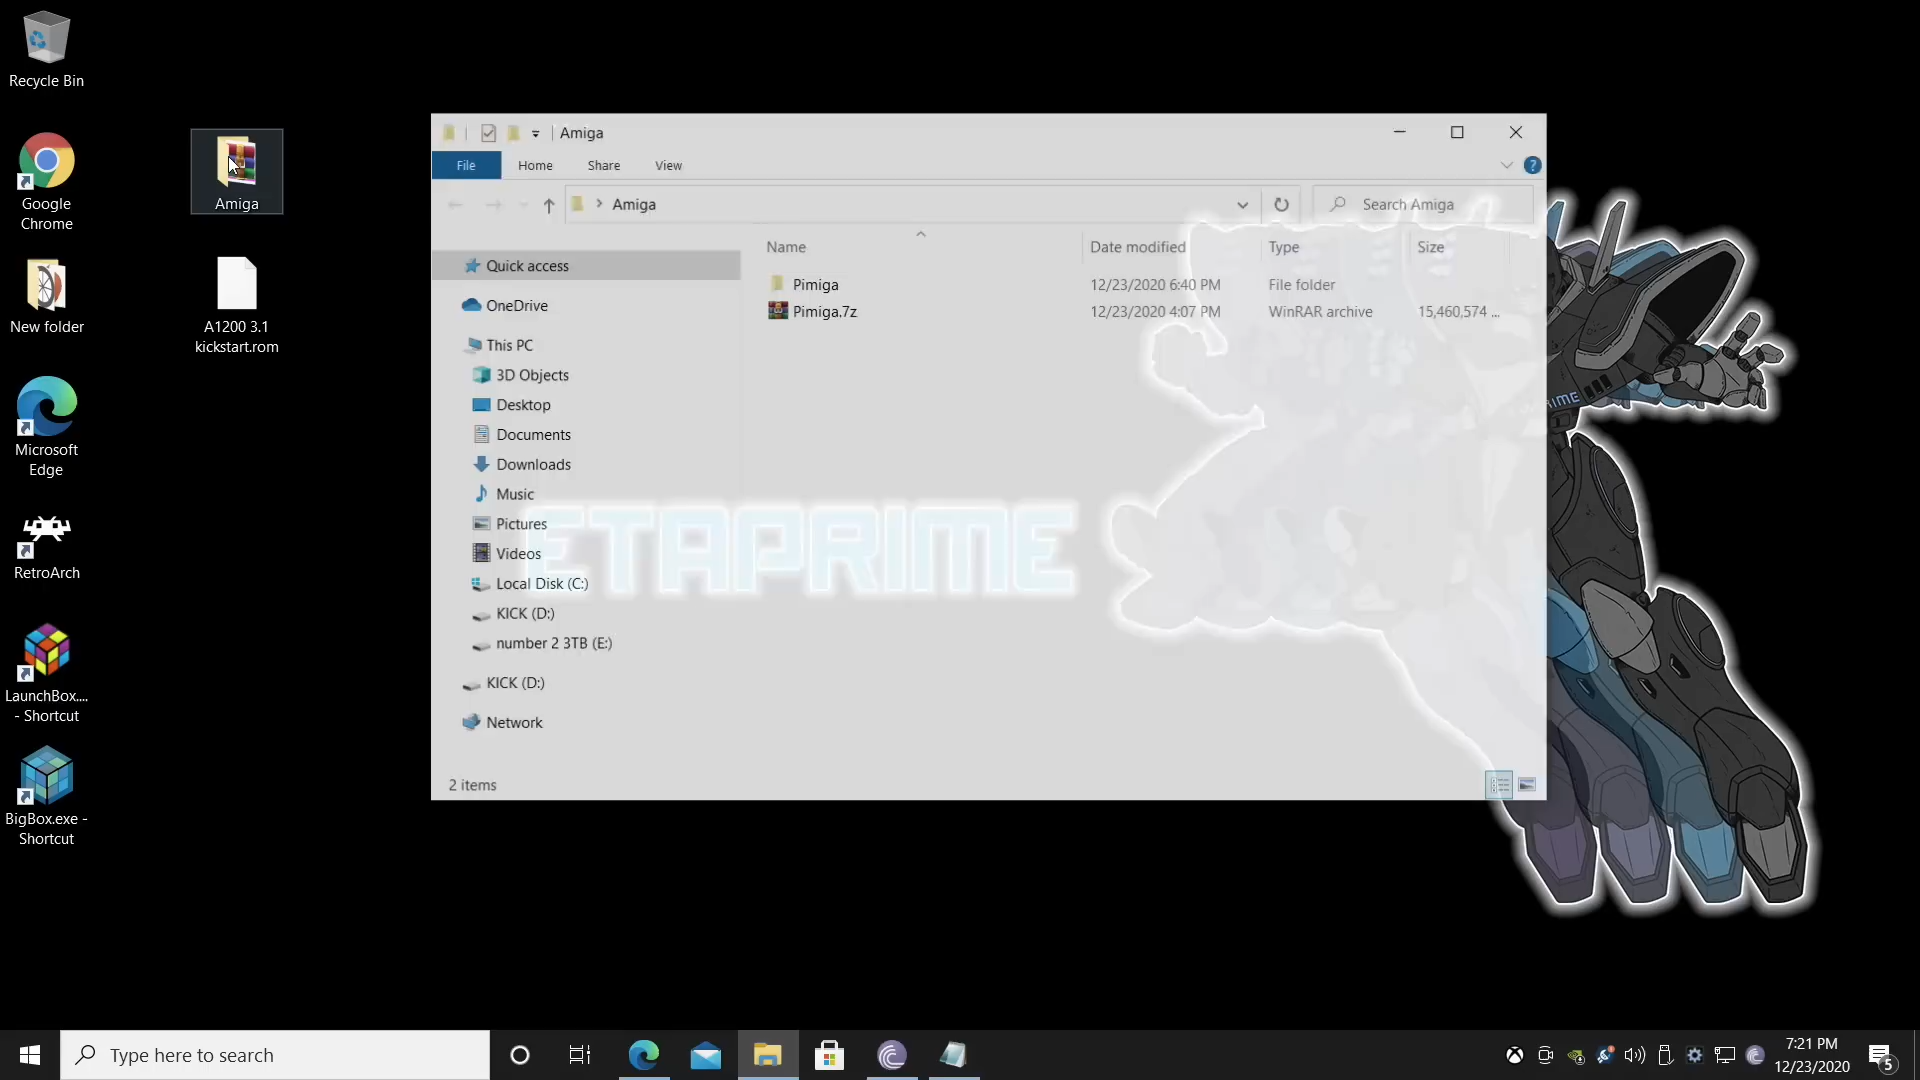 Recycle Bin
Google
Chrome
New folder
Microsoft
Edge
RetroArch
LaunchBox....
- Shortcut
BigBox.exe -
Shortcut
Amiga
A1200 3.1
kickstart.rom
Amiga
File
Home
Share
View
Amiga
Search Amiga
Name
Date modified
Type
Size
Pimiga
12/23/2020 6:40 PM
File folder
Pimiga.7z
12/23/2020 4:07 PM
WinRAR archive
15,460,574 ...
Quick access
OneDrive
This PC
3D Objects
Desktop
Documents
Downloads
Music
Pictures
Videos
Local Disk (C:)
KICK (D:)
number 2 3TB (E:)
KICK (D:)
Network
2 items
ETAPRIME
Type here to search
7:21 PM
12/23/2020
5